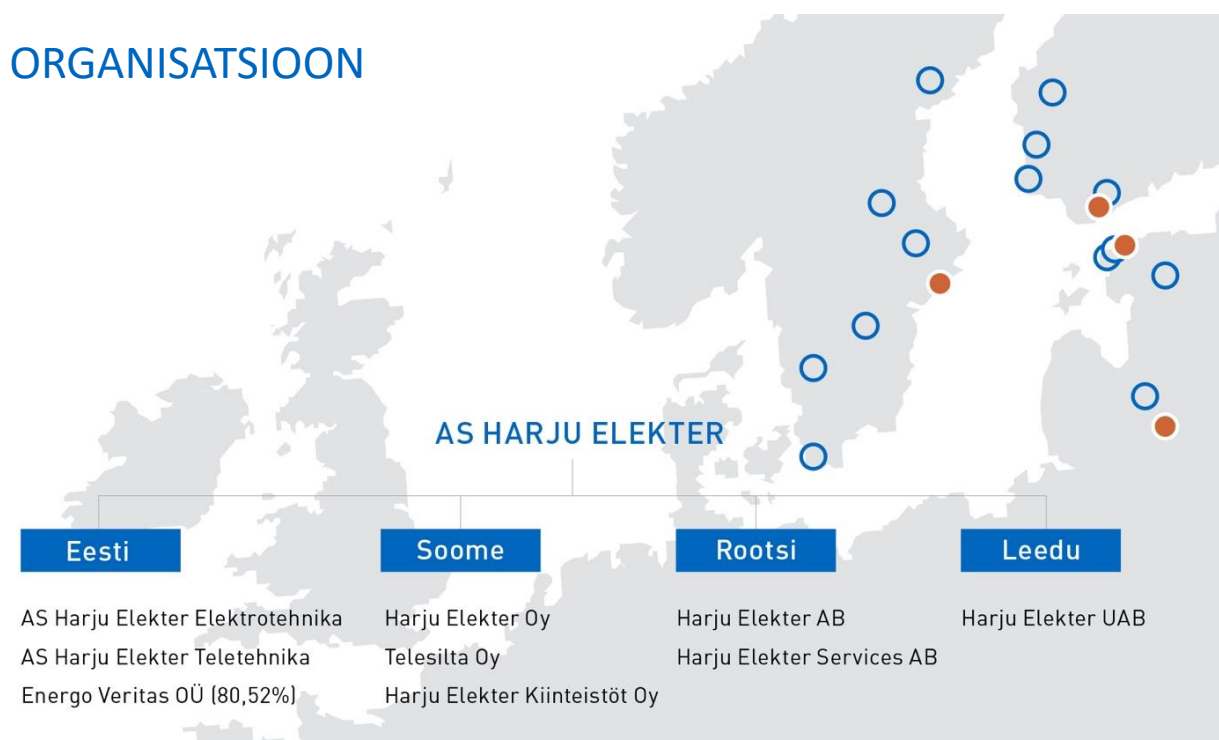 ORGANISATSIOON
AS HARJU ELEKTER
Eesti
AS Harju Elekter Elektrotehnika
AS Harju Elekter Teletehnika
Energo Veritas OÜ (80,52%)
Soome
Harju Elekter Oy
Telesilta Oy
Harju Elekter Kiinteistöt Oy
Rootsi
Harju Elekter AB
Harju Elekter Services AB
Leedu
Harju Elekter UAB